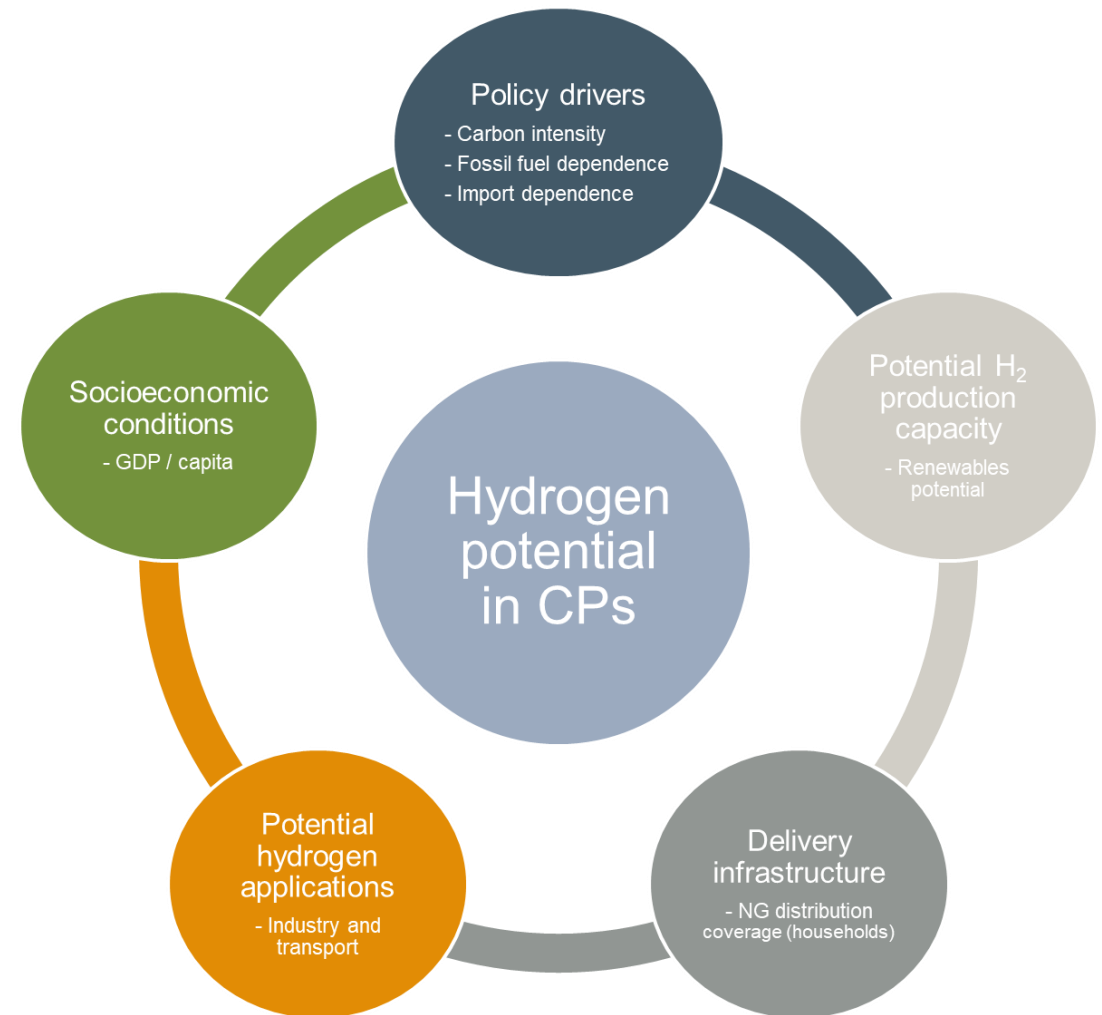 Policy drivers
- Carbon intensity
- Fossil fuel dependence
- Import dependence
Potential H₂
production
capacity
- Renewables
potential
Delivery
infrastructure
- NG distribution
coverage (households)
Potential
hydrogen
applications
- Industry and
transport
Socioeconomic
conditions
- GDP / capita
Hydrogen
potential
in CPs